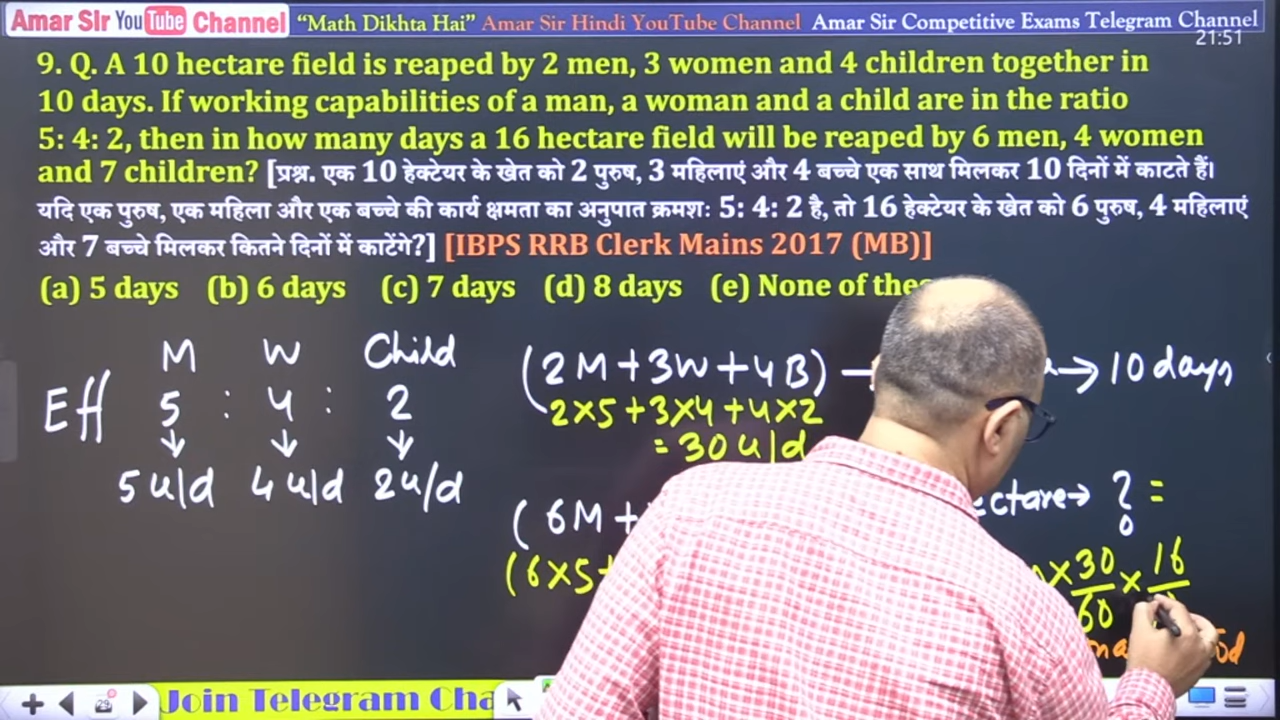 Amar Sir YouTube Channel "Math Dikhta Hai" Amar Sir Hindi YouTube Channel Amar Sir Competitive Exams Telegram Channel
21:51
9. Q. A 10 hectare field is reaped by 2 men, 3 women and 4 children together in
10 days. If working capabilities of a man, a woman and a child are in the ratio
5: 4: 2, then in how many days a 16 hectare field will be reaped by 6 men, 4 women
and 7 children? [प्रश्न. एक 10 हेक्टेयर के खेत को 2 पुरुष, 3 महिलाएं और 4 बच्चे एक साथ मिलकर 10 दिनों में काटते हैं।
यदि एक पुरुष, एक महिला और एक बच्चे की कार्य क्षमता का अनुपात क्रमशः 5: 4: 2 है, तो 16 हेक्टेयर के खेत को 6 पुरुष, 4 महिलाएं
और 7 बच्चे मिलकर कितने दिनों में काटेंगे?] [IBPS RRB Clerk Mains 2017 (MB)]
(a) 5 days (b) 6 days (c) 7 days (d) 8 days (e) None of
M W Child
Eff 5 : 4 : 2
5 u/d 4 u/d 2u/d
(2M+3W+4B) → → 10 days
2×5+3×4+4×2
= 30 u/d
(6M+ ectare→ ? =
(6×5+ ×30/60 × 16/
Join Telegram Cha